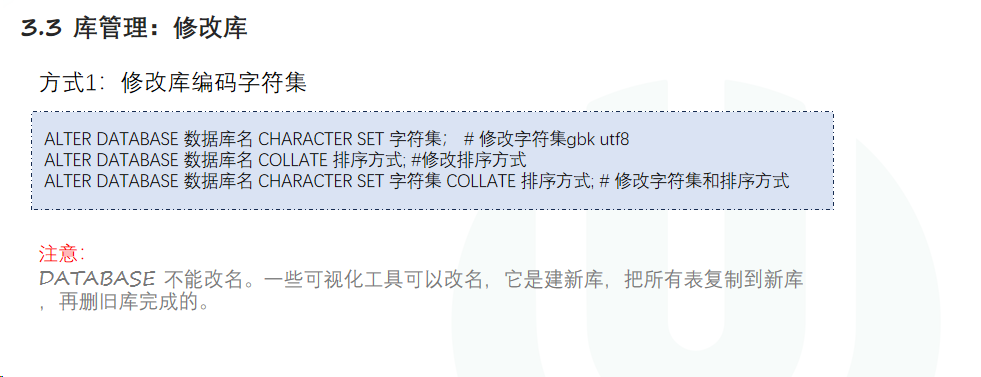 3.3 库管理：修改库
方式1：修改库编码字符集
ALTER DATABASE 数据库名 CHARACTER SET 字符集； # 修改字符集gbk utf8
ALTER DATABASE 数据库名 COLLATE 排序方式; #修改排序方式
ALTER DATABASE 数据库名 CHARACTER SET 字符集 COLLATE 排序方式; # 修改字符集和排序方式
注意：
DATABASE 不能改名。一些可视化工具可以改名，它是建新库，把所有表复制到新库
，再删旧库完成的。